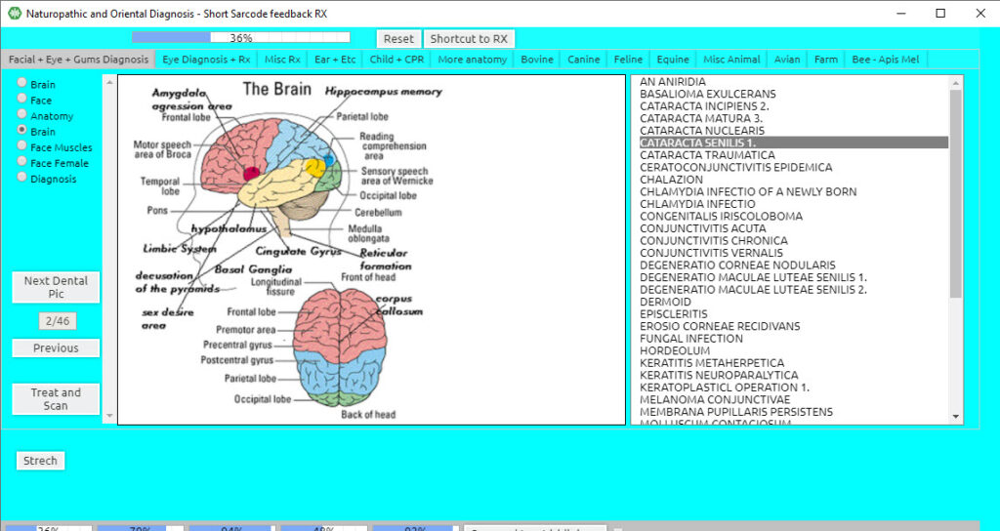 Naturopathic and Oriental Diagnosis - Short Sarcode feedback RX
36%
Reset
Shortcut to RX
Facial + Eye + Gums Diagnosis
Eye Diagnosis + Rx
Misc Rx
Ear + Etc
Child + CPR
More anatomy
Bovine
Canine
Feline
Equine
Misc Animal
Avian
Farm
Bee - Apis Mel
Brain
Face
Anatomy
Brain
Face Muscles
Face Female
Diagnosis
Next Dental
Pic
2/46
Previous
Treat and
Scan
Strech
The Brain
Amygdala
agression area
Hippocampus memory
Frontal lobe
Parietal lobe
Motor speech
area of Broca
Reading
comprehension
area
Sensory speech
area of Wernicke
Temporal
lobe
Occipital lobe
Pons
Cerebellum
hypothalamus
Medulla
oblongata
Limbic System
Cingulate Gyrus
Reticular
formation
Basal Ganglia
decusation
of the pyramids
Longitudinal
fissure
Front of head
corpus
callosum
sex desire
area
Frontal lobe
Premotor area
Precentral gyrus
Postcentral gyrus
Parietal lobe
Occipital lobe
Back of head
AN ANIRIDIA
BASALIOMA EXULCERANS
CATARACTA INCIPIENS 2.
CATARACTA MATURA 3.
CATARACTA NUCLEARIS
CATARACTA SENILIS 1.
CATARACTA TRAUMATICA
CERATOCONJUNCTIVITIS EPIDEMICA
CHALAZION
CHLAMYDIA INFECTIO OF A NEWLY BORN
CHLAMYDIA INFECTIO
CONGENITALIS IRISCOLOBOMA
CONJUNCTIVITIS ACUTA
CONJUNCTIVITIS CHRONICA
CONJUNCTIVITIS VERNALIS
DEGENERATIO CORNEAE NODULARIS
DEGENERATIO MACULAE LUTEAE SENILIS 1.
DEGENERATIO MACULAE LUTEAE SENILIS 2.
DERMOID
EPISCLERITIS
EROSIO CORNEAE RECIDIVANS
FUNGAL INFECTION
HORDEOLUM
KERATITIS METAHERPETICA
KERATITIS NEUROPARALYTICA
KERATOPLASTICL OPERATION 1.
MELANOMA CONJUNCTIVAE
MEMBRANA PUPILLARIS PERSISTENS
MOLLUSCUM CONTAGIOSUM